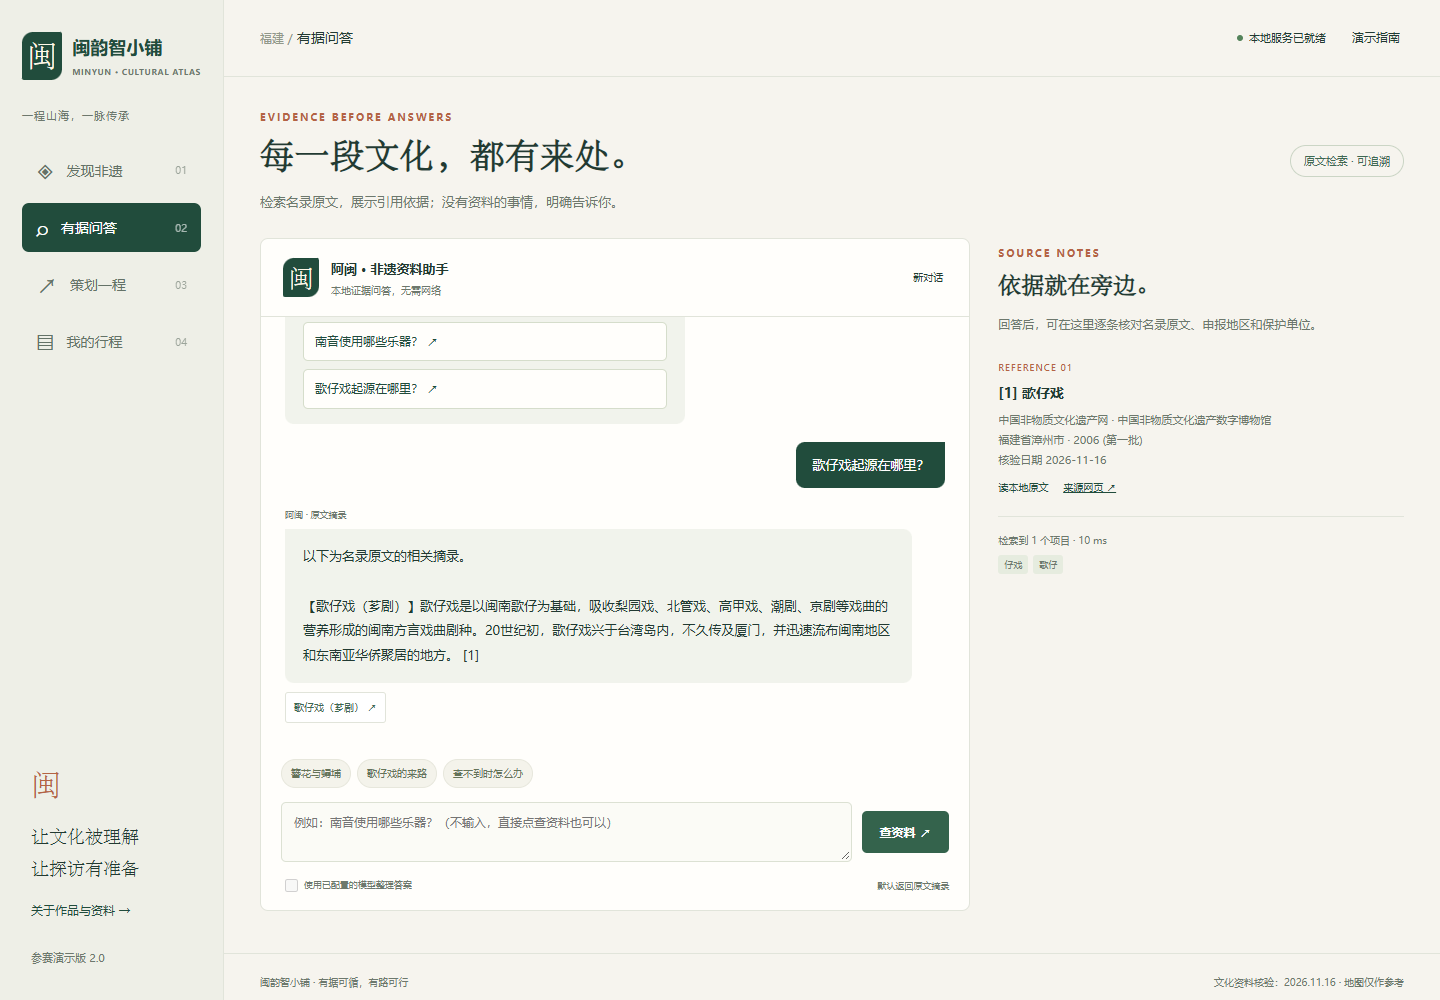 闽
闽韵智小铺
MINYUN • CULTURAL ATLAS
一程山海，一脉传承
发现非遗 01
有据问答 02
策划一程 03
我的行程 04
闽
让文化被理解
让探访有准备
关于作品与资料 →
参赛演示版 2.0
福建 / 有据问答
本地服务已就绪
演示指南
EVIDENCE BEFORE ANSWERS
每一段文化，都有来处。
检索名录原文，展示引用依据；没有资料的事情，明确告诉你。
原文检索 · 可追溯
闽
阿闽 • 非遗资料助手
本地证据问答，无需网络
新对话
南音使用哪些乐器？ ↗
歌仔戏起源在哪里？ ↗
歌仔戏起源在哪里？
阿闽 · 原文摘录
以下为名录原文的相关摘录。
【歌仔戏（芗剧）】歌仔戏是以闽南歌仔为基础，吸收梨园戏、北管戏、高甲戏、潮剧、京剧等戏曲的
营养形成的闽南方言戏曲剧种。20世纪初，歌仔戏兴于台湾岛内，不久传及厦门，并迅速流布闽南地区
和东南亚华侨聚居的地方。 [1]
歌仔戏（芗剧） ↗
簪花与蟳埔
歌仔戏的来路
查不到时怎么办
例如：南音使用哪些乐器？（不输入，直接点查资料也可以）
查资料 ↗
使用已配置的模型整理答案
默认返回原文摘录
SOURCE NOTES
依据就在旁边。
回答后，可在这里逐条核对名录原文、申报地区和保护单位。
REFERENCE 01
[1] 歌仔戏
中国非物质文化遗产网 · 中国非物质文化遗产数字博物馆
福建省漳州市 · 2006 (第一批)
核验日期 2026-11-16
读本地原文 来源网页 ↗
检索到 1 个项目 · 10 ms
仔戏 歌仔
闽韵智小铺 · 有据可循，有路可行
文化资料核验：2026.11.16 · 地图仅作参考